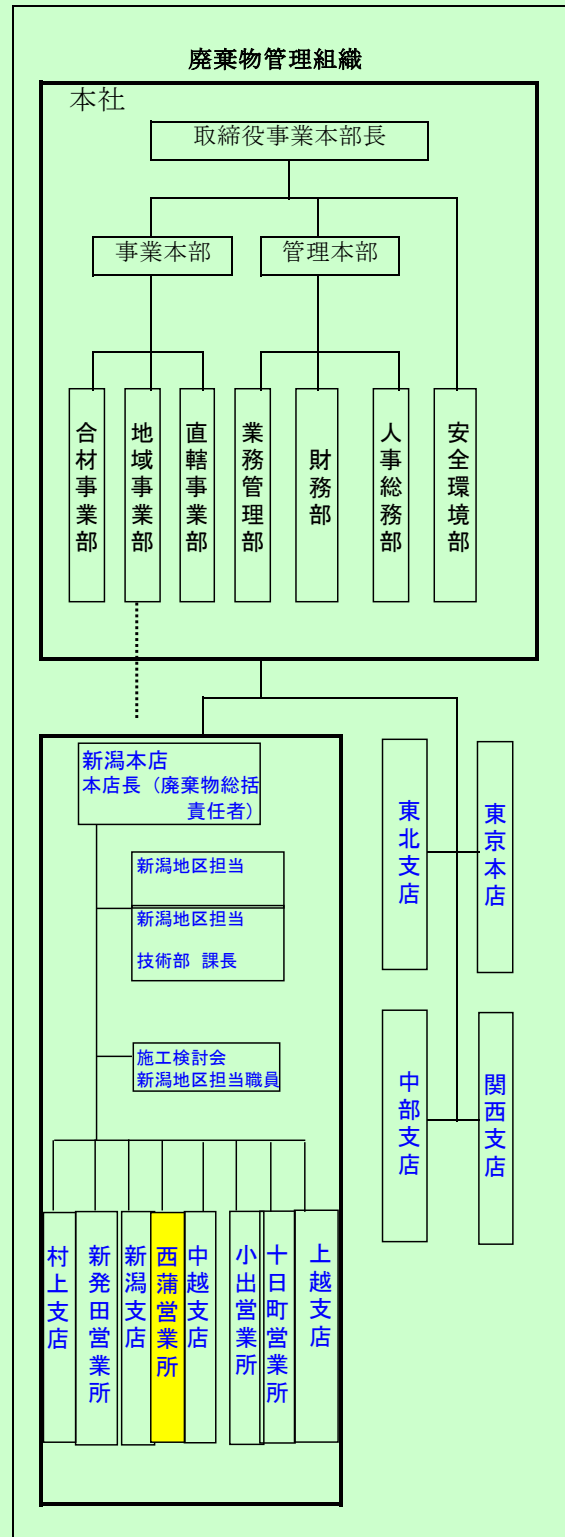 廃棄物管理組織
本社
取締役事業本部長
事業本部
管理本部
合材事業部
地域事業部
直轄事業部
業務管理部
財務部
人事総務部
安全環境部
新潟本店
本店長（廃棄物総括
責任者）
新潟地区担当
新潟地区担当
技術部 課長
施工検討会
新潟地区担当職員
東北支店
東京本店
中部支店
関西支店
村上支店
新発田営業所
新潟支店
西蒲営業所
中越支店
小出営業所
十日町営業所
上越支店